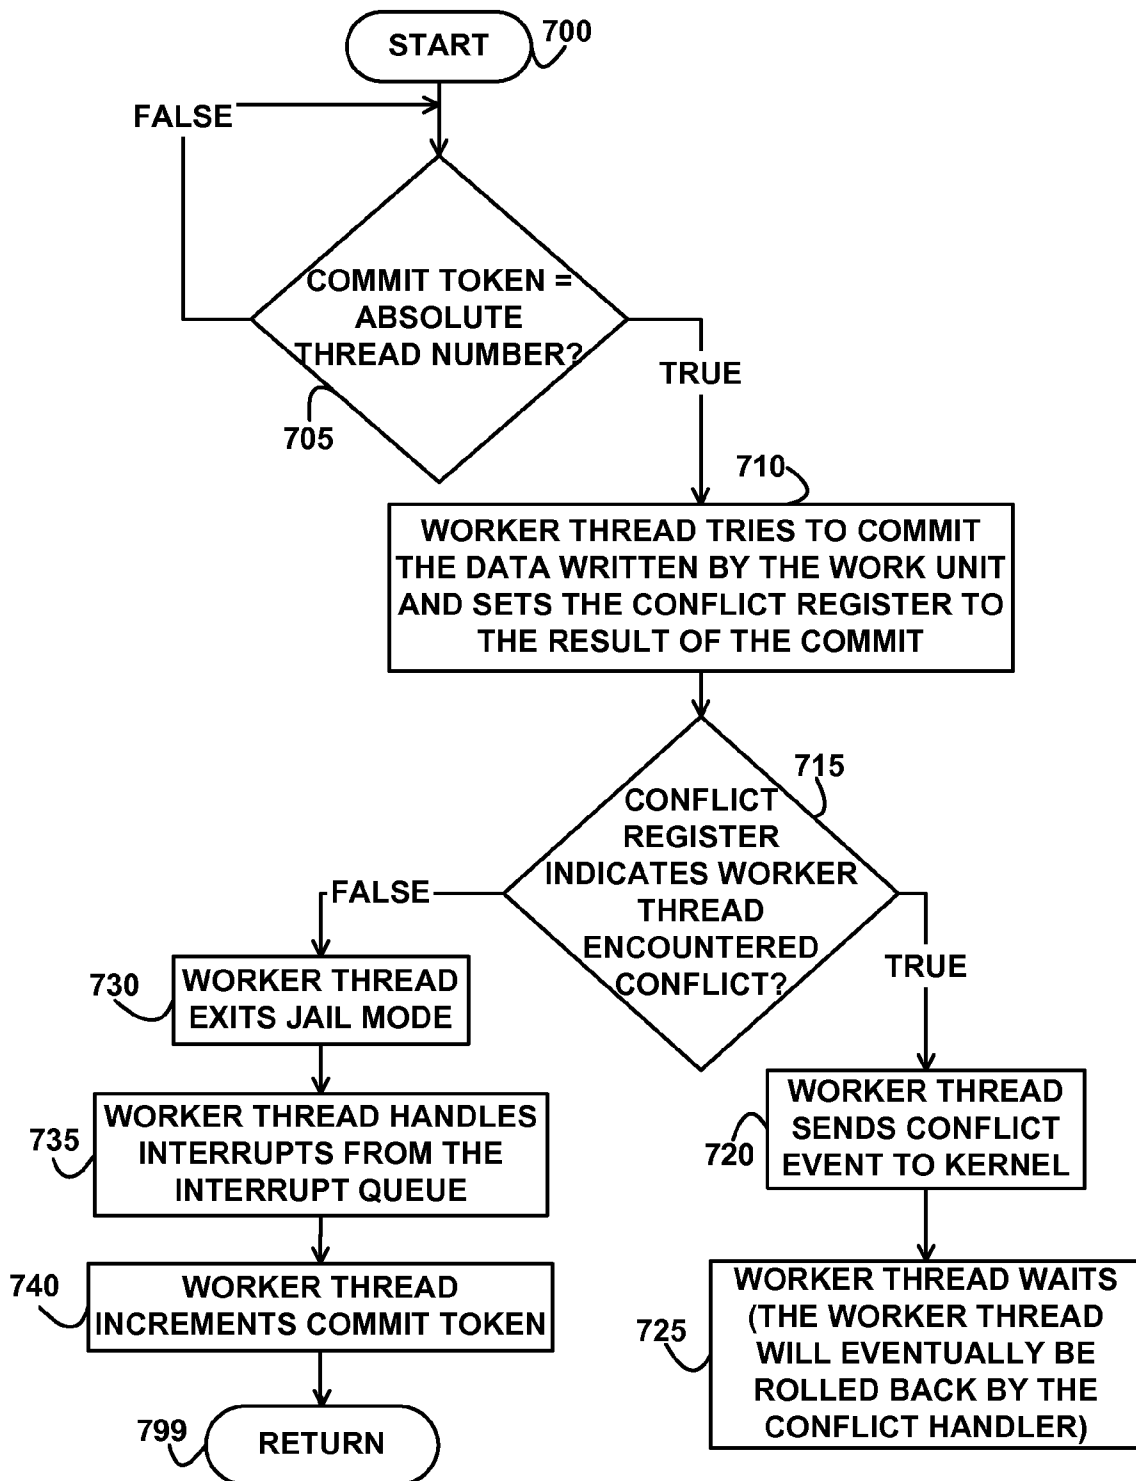 START
700
FALSE
COMMIT TOKEN =
ABSOLUTE
THREAD NUMBER?
705
TRUE
710
WORKER THREAD TRIES TO COMMIT
THE DATA WRITTEN BY THE WORK UNIT
AND SETS THE CONFLICT REGISTER TO
THE RESULT OF THE COMMIT
715
CONFLICT
REGISTER
INDICATES WORKER
THREAD
ENCOUNTERED
CONFLICT?
FALSE
TRUE
730
WORKER THREAD
EXITS JAIL MODE
735
WORKER THREAD HANDLES
INTERRUPTS FROM THE
INTERRUPT QUEUE
740
WORKER THREAD
INCREMENTS COMMIT TOKEN
799
RETURN
720
WORKER THREAD
SENDS CONFLICT
EVENT TO KERNEL
725
WORKER THREAD WAITS
(THE WORKER THREAD
WILL EVENTUALLY BE
ROLLED BACK BY THE
CONFLICT HANDLER)